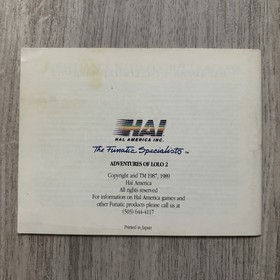 HAL
HAL AMERICA INC.
The Funatic Specialists TM
ADVENTURES OF LOLO 2
Copyright and TM 1987, 1989
Hal America
All rights reserved
For information on Hal America games and
other Funatic products please call us at
(503) 644-4117
Printed in Japan